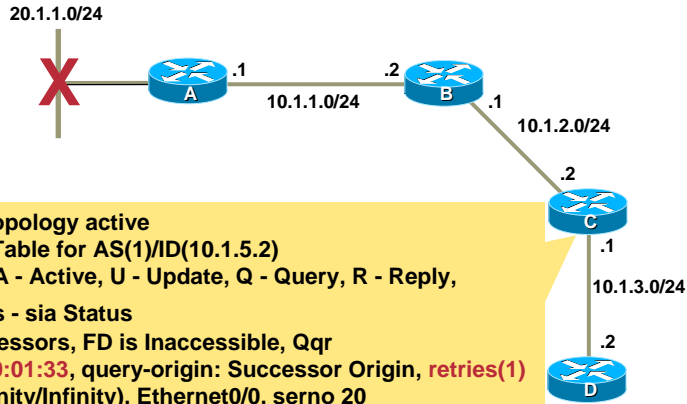 20.1.1.0/24
X
A
.1
10.1.1.0/24
.2
B
.1
10.1.2.0/24
.2
C
.1
10.1.3.0/24
.2
D
opology active
Table for AS(1)/ID(10.1.5.2)
A - Active, U - Update, Q - Query, R - Reply,
s - sia Status
essors, FD is Inaccessible, Qqr
0:01:33, query-origin: Successor Origin, retries(1)
nity/Infinity), Ethernet0/0, serno 20